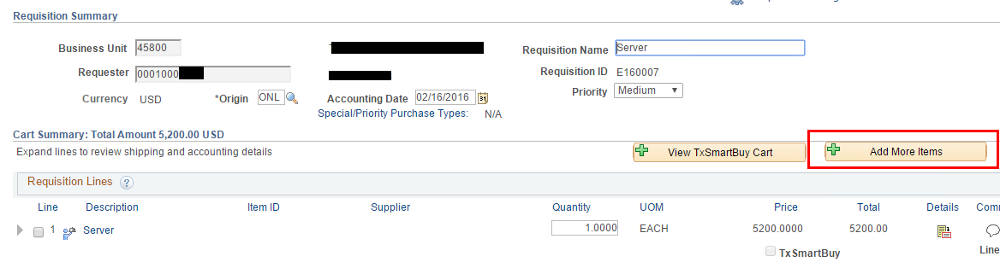 Requisition Summary
Business Unit 45800
Requisition Name Server
Requester 0001000
Requisition ID E160007
Currency USD *Origin ONL Accounting Date 02/16/2016 31 Priority Medium
Special/Priority Purchase Types: N/A
Cart Summary: Total Amount 5,200.00 USD
Expand lines to review shipping and accounting details
View TxSmartBuy Cart
Add More Items
Requisition Lines ?
Line Description Item ID Supplier Quantity UOM Price Total Details Comm
1 Server 1.0000 EACH 5200.0000 5200.00
TxSmartBuy Line